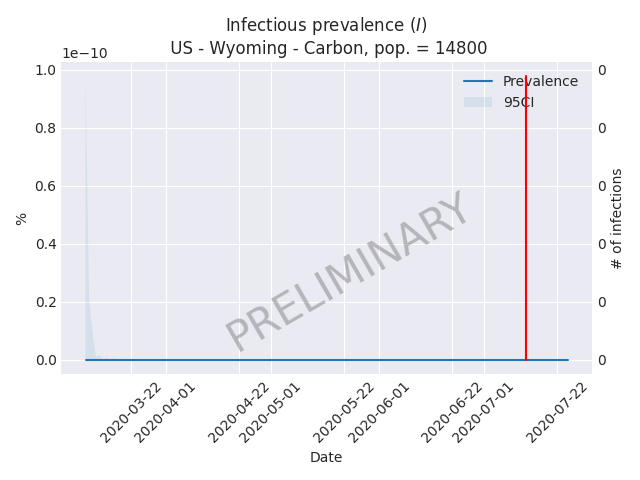 Infectious prevalence (I)
US - Wyoming - Carbon, pop. = 14800
1e−10
1.0
0.8
0.6
0.4
0.2
0.0
%
Prevalence
95CI
PRELIMINARY
0
0
0
0
0
0
# of infections
2020-03-22
2020-04-01
2020-04-22
2020-05-01
2020-05-22
2020-06-01
2020-06-22
2020-07-01
2020-07-22
Date